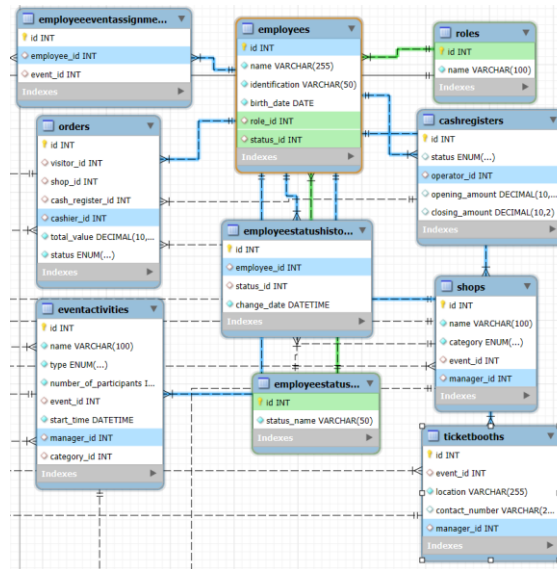 employeeeventassignme...
id INT
employee_id INT
event_id INT
Indexes
employees
id INT
name VARCHAR(255)
identification VARCHAR(50)
birth_date DATE
role_id INT
status_id INT
Indexes
roles
id INT
name VARCHAR(100)
Indexes
orders
id INT
visitor_id INT
shop_id INT
cash_register_id INT
cashier_id INT
total_value DECIMAL(10,...
status ENUM(...)
Indexes
cashregisters
id INT
status ENUM(...)
operator_id INT
opening_amount DECIMAL(10,...
closing_amount DECIMAL(10,2)
Indexes
employeestatushisto...
id INT
employee_id INT
status_id INT
change_date DATETIME
Indexes
shops
id INT
name VARCHAR(100)
category ENUM(...)
event_id INT
manager_id INT
Indexes
eventactivities
id INT
name VARCHAR(100)
type ENUM(...)
number_of_participants I...
event_id INT
start_time DATETIME
manager_id INT
category_id INT
Indexes
employeestatus...
id INT
status_name VARCHAR(50)
Indexes
ticketbooths
id INT
event_id INT
location VARCHAR(255)
contact_number VARCHAR(2...
manager_id INT
Indexes